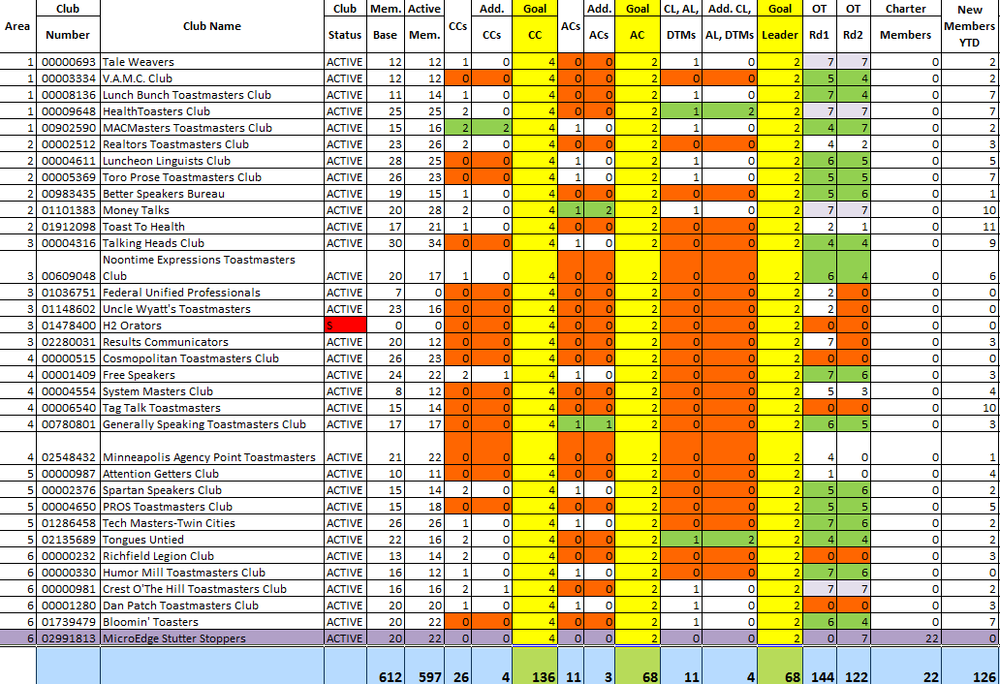 Club Club Mem. Active Add. Goal Add. Goal CL, AL, Add. CL, Goal OT OT Charter New
Area Club Name CCs ACs Members
Number Status Base Mem. CCs CC ACs AC DTMs AL, DTMs Leader Rd1 Rd2 Members YTD
1 00000693 Tale Weavers ACTIVE 12 12 1 0 4 0 0 2 1 0 2 7 7 0 2
1 00003334 V.A.M.C. Club ACTIVE 12 12 0 0 4 0 0 2 0 0 2 5 4 0 2
1 00008136 Lunch Bunch Toastmasters Club ACTIVE 11 14 1 0 4 0 0 2 1 0 2 7 4 0 7
1 00009648 HealthToasters Club ACTIVE 25 25 2 0 4 0 0 2 1 2 2 7 7 0 7
1 00902590 MACMasters Toastmasters Club ACTIVE 15 16 2 2 4 1 0 2 1 0 2 4 7 0 2
2 00002512 Realtors Toastmasters Club ACTIVE 23 26 2 0 4 0 0 2 0 0 2 4 2 0 3
2 00004611 Luncheon Linguists Club ACTIVE 28 25 0 0 4 1 0 2 1 0 2 6 5 0 5
2 00005369 Toro Prose Toastmasters Club ACTIVE 26 23 0 0 4 1 0 2 1 0 2 5 5 0 7
2 00983435 Better Speakers Bureau ACTIVE 19 15 1 0 4 0 0 2 0 0 2 5 6 0 1
2 01101383 Money Talks ACTIVE 20 28 2 0 4 1 2 2 1 0 2 7 7 0 10
2 01912098 Toast To Health ACTIVE 17 21 1 0 4 0 0 2 0 0 2 2 1 0 11
3 00004316 Talking Heads Club ACTIVE 30 34 0 0 4 1 0 2 0 0 2 4 4 0 9
Noontime Expressions Toastmasters
3 00609048 Club ACTIVE 20 17 1 0 4 0 0 2 0 0 2 6 4 0 6
3 01036751 Federal Unified Professionals ACTIVE 7 0 0 0 4 0 0 2 0 0 2 2 0 0 0
3 01148602 Uncle Wyatt's Toastmasters ACTIVE 23 16 0 0 4 0 0 2 0 0 2 2 0 0 0
3 01478400 H2 Orators S 0 0 0 0 4 0 0 2 0 0 2 0 0 0 0
3 02280031 Results Communicators ACTIVE 20 12 0 0 4 0 0 2 0 0 2 7 0 0 3
4 00000515 Cosmopolitan Toastmasters Club ACTIVE 26 23 0 0 4 0 0 2 0 0 2 0 0 0 0
4 00001409 Free Speakers ACTIVE 24 22 2 1 4 1 0 2 0 0 2 7 6 0 3
4 00004554 System Masters Club ACTIVE 8 12 0 0 4 0 0 2 0 0 2 5 3 0 4
4 00006540 Tag Talk Toastmasters ACTIVE 15 14 0 0 4 0 0 2 0 0 2 0 0 0 10
4 00780801 Generally Speaking Toastmasters Club ACTIVE 17 17 0 0 4 1 1 2 0 0 2 6 5 0 3
4 02548432 Minneapolis Agency Point Toastmasters ACTIVE 21 22 0 0 4 0 0 2 0 0 2 4 0 0 1
5 00000987 Attention Getters Club ACTIVE 10 11 0 0 4 0 0 2 0 0 2 1 0 0 4
5 00002376 Spartan Speakers Club ACTIVE 15 14 2 0 4 1 0 2 0 0 2 5 6 0 2
5 00004650 PROS Toastmasters Club ACTIVE 15 18 0 0 4 0 0 2 0 0 2 5 5 0 5
5 01286458 Tech Masters-Twin Cities ACTIVE 26 26 1 0 4 1 0 2 0 0 2 7 6 0 2
5 02135689 Tongues Untied ACTIVE 22 16 2 0 4 0 0 2 1 2 2 4 4 0 2
6 00000232 Richfield Legion Club ACTIVE 13 14 2 0 4 0 0 2 0 0 2 0 0 0 3
6 00000330 Humor Mill Toastmasters Club ACTIVE 16 12 1 0 4 1 0 2 0 0 2 7 6 0 0
6 00000981 Crest O'The Hill Toastmasters Club ACTIVE 16 16 2 1 4 0 0 2 1 0 2 7 7 0 2
6 00001280 Dan Patch Toastmasters Club ACTIVE 20 20 1 0 4 1 0 2 1 0 2 0 0 0 3
6 01739479 Bloomin' Toasters ACTIVE 20 22 0 0 4 0 0 2 1 0 2 6 4 0 7
6 02991813 MicroEdge Stutter Stoppers ACTIVE 20 22 0 0 4 0 0 2 0 0 2 0 7 22 0
612 597 26 4 136 11 3 68 11 4 68 144 122 22 126